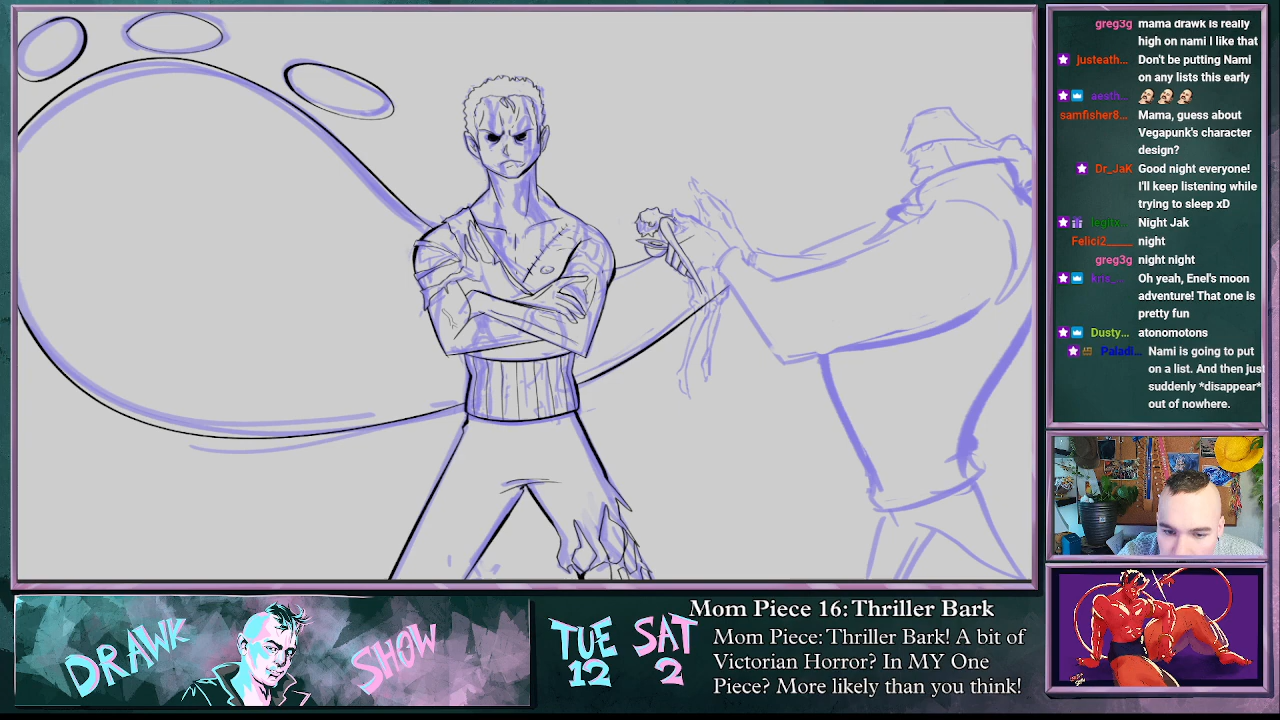 greg3g mama drawk is really
high on nami I like that
justeath... Don't be putting Nami
on any lists this early
aesth...
samfisher8... Mama, guess about
Vegapunk's character
design?
Dr_JaK Good night everyone!
I'll keep listening while
trying to sleep xD
legitx... Night Jak
Felici2_____ night
greg3g night night
kris_... Oh yeah, Enel's moon
adventure! That one is
pretty fun
Dusty... atonomotons
Paladi... Nami is going to put
on a list. And then just
suddenly *disappear*
out of nowhere.
DRAWK SHOW
TUE 12
SAT 2
Mom Piece 16: Thriller Bark
Mom Piece: Thriller Bark! A bit of
Victorian Horror? In MY One
Piece? More likely than you think!